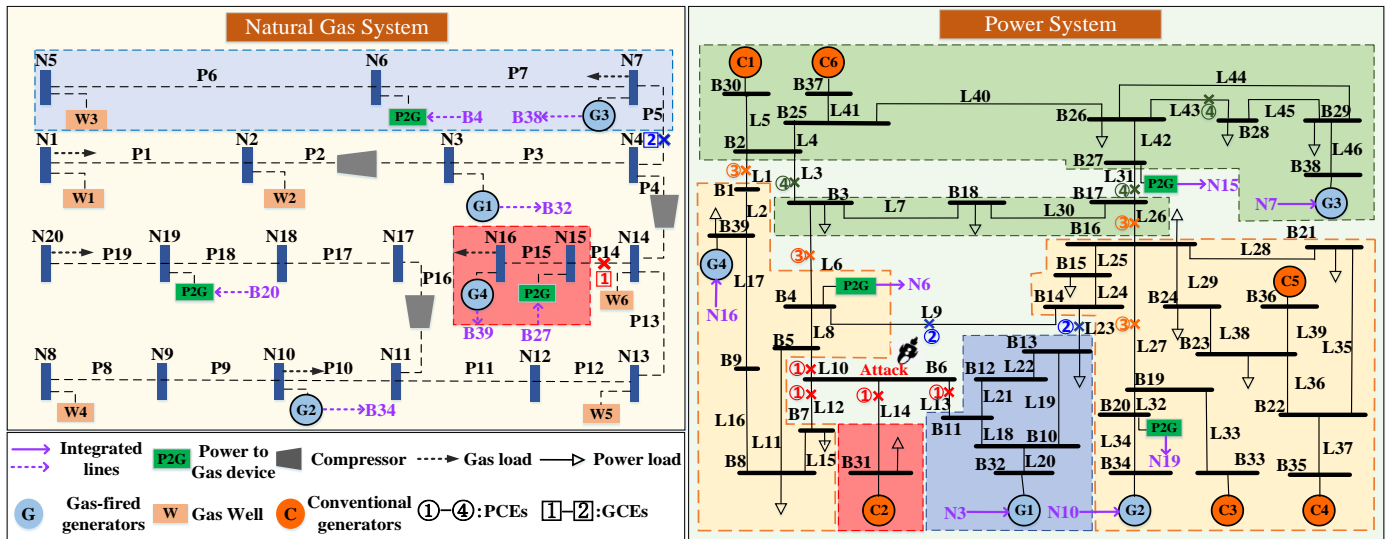 Natural Gas System
N5
N6
N7
P6
P7
W3
P2G
B4
B38
G3
P5
2
N1
N2
N3
N4
P1
P2
P3
W1
W2
G1
B32
P4
N20
N19
N18
N17
N16
N15
N14
P19
P18
P17
P16
P15
P14
1
P2G
B20
G4
P2G
W6
B39
B27
P13
N8
N9
N10
N11
N12
N13
P8
P9
P10
P11
P12
W4
G2
B34
W5
Integrated lines
P2G
Power to Gas device
Compressor
Gas load
Power load
G
Gas-fired generators
W
Gas Well
C
Conventional generators
①–④:PCEs
1–2:GCEs
Power System
C1
C6
B30
B37
L44
L5
B25
L41
L40
B26
L43
④
L45
B29
B2
L4
L42
B28
L46
B27
B38
③
L1
④
L3
L31
④
P2G
N15
B1
B3
B18
B17
N7
G3
L2
L7
L30
L26
③
B39
③
B16
L28
B21
G4
L6
B15
L25
L29
C5
L17
P2G
N6
N16
B4
L9
B14
L24
B24
B36
L8
②
②
L23
③
L38
L39
L35
B5
B13
L27
B23
B9
①
L10
Attack
B6
B12
L22
①
L12
①
L14
①
L13
L21
L19
B19
L36
B7
B11
B20
L32
B22
L16
L11
L18
B10
P2G
L33
L15
L34
L37
B8
B31
B32
L20
B34
N19
B33
B35
C2
N3
G1
N10
G2
C3
C4